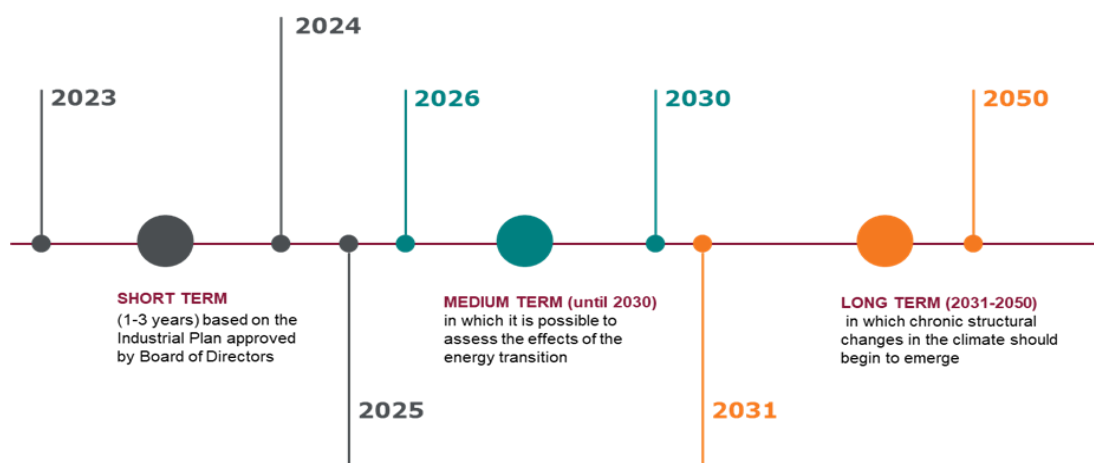 2024
2023
2026
2030
2050
SHORT TERM
(1-3 years) based on the
Industrial Plan approved
by Board of Directors
MEDIUM TERM (until 2030)
in which it is possible to
assess the effects of the
energy transition
LONG TERM (2031-2050)
in which chronic structural
changes in the climate should
begin to emerge
2025
2031